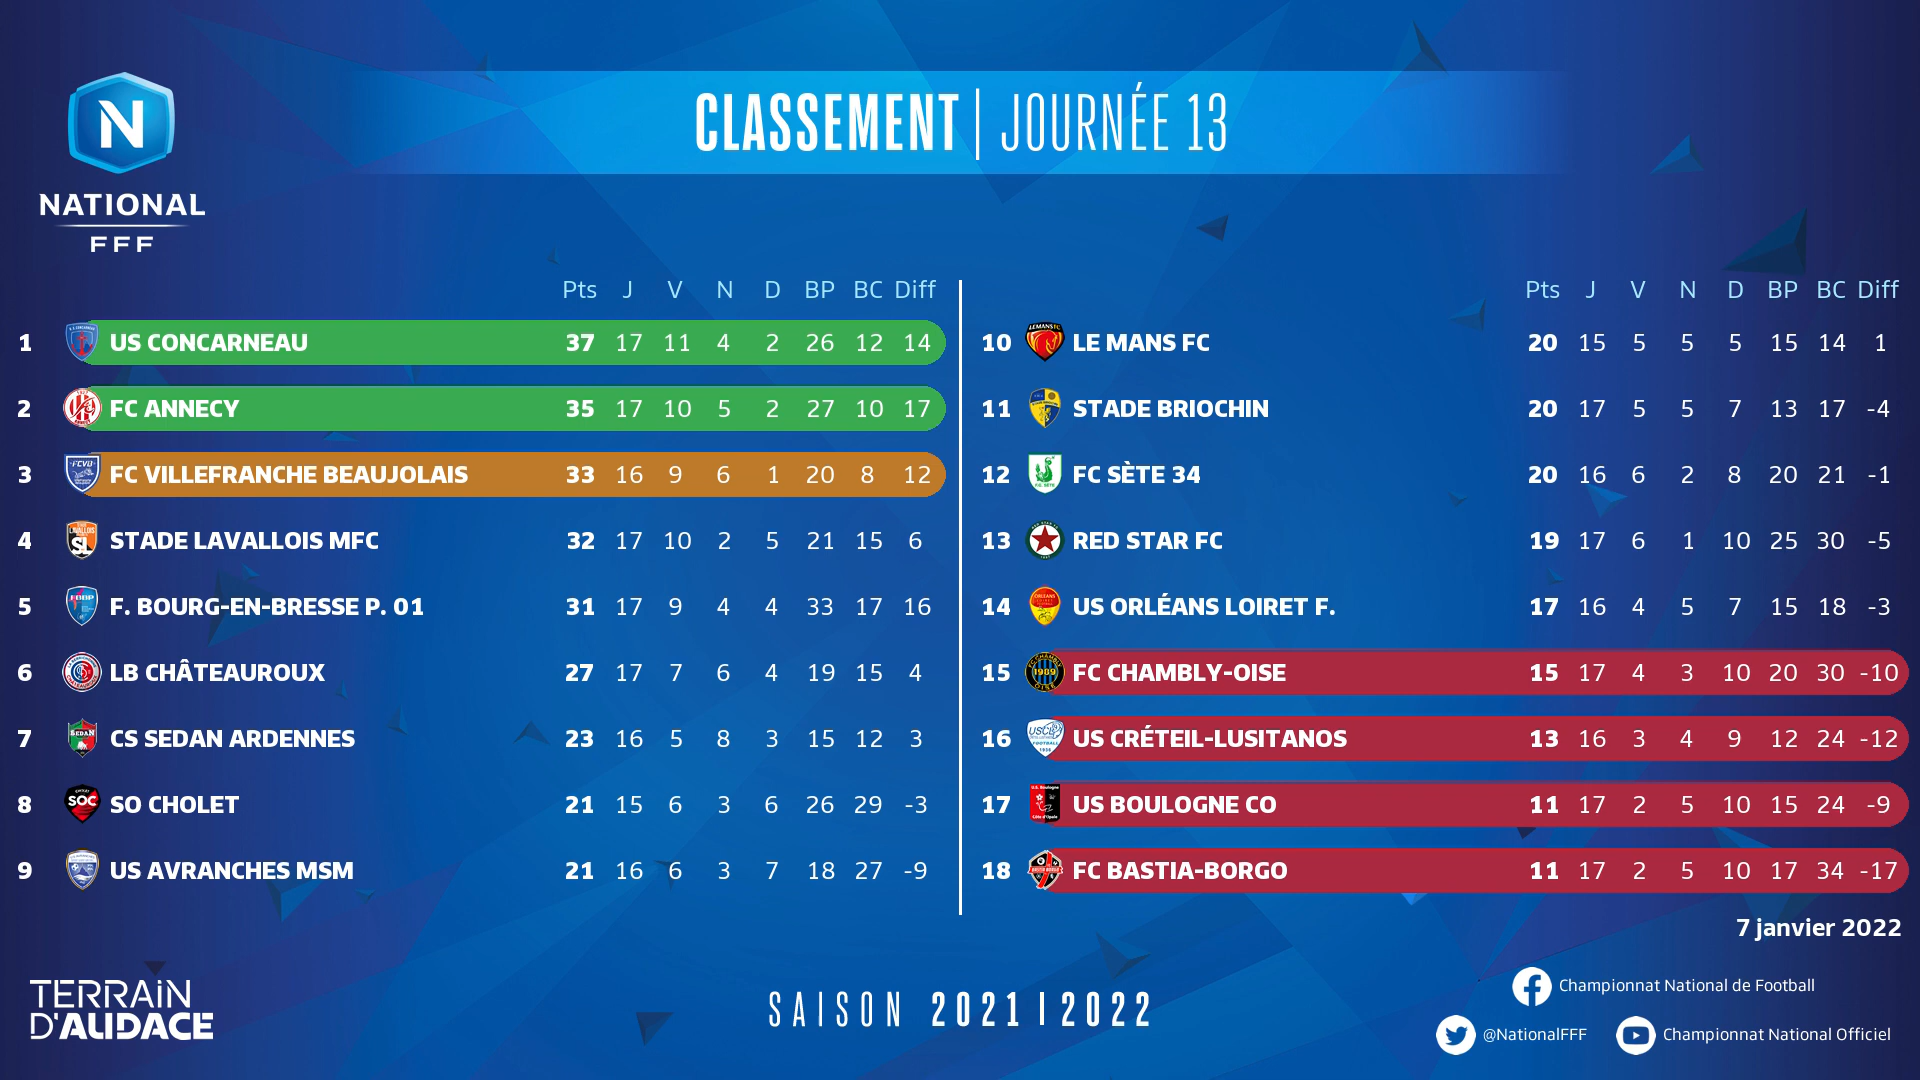 CLASSEMENT | JOURNÉE 13
N
NATIONAL
FFF
Pts J V N D BP BC Diff
1 US CONCARNEAU 37 17 11 4 2 26 12 14
2 FC ANNECY 35 17 10 5 2 27 10 17
3 FC VILLEFRANCHE BEAUJOLAIS 33 16 9 6 1 20 8 12
4 STADE LAVALLOIS MFC 32 17 10 2 5 21 15 6
5 F. BOURG-EN-BRESSE P. 01 31 17 9 4 4 33 17 16
6 LB CHÂTEAUROUX 27 17 7 6 4 19 15 4
7 CS SEDAN ARDENNES 23 16 5 8 3 15 12 3
8 SO CHOLET 21 15 6 3 6 26 29 -3
9 US AVRANCHES MSM 21 16 6 3 7 18 27 -9
Pts J V N D BP BC Diff
10 LE MANS FC 20 15 5 5 5 15 14 1
11 STADE BRIOCHIN 20 17 5 5 7 13 17 -4
12 FC SÈTE 34 20 16 6 2 8 20 21 -1
13 RED STAR FC 19 17 6 1 10 25 30 -5
14 US ORLÉANS LOIRET F. 17 16 4 5 7 15 18 -3
15 FC CHAMBLY-OISE 15 17 4 3 10 20 30 -10
16 US CRÉTEIL-LUSITANOS 13 16 3 4 9 12 24 -12
17 US BOULOGNE CO 11 17 2 5 10 15 24 -9
18 FC BASTIA-BORGO 11 17 2 5 10 17 34 -17
7 janvier 2022
TERRAIN
D'AUDACE
SAISON 2021 | 2022
Championnat National de Football
@NationalFFF
Championnat National Officiel